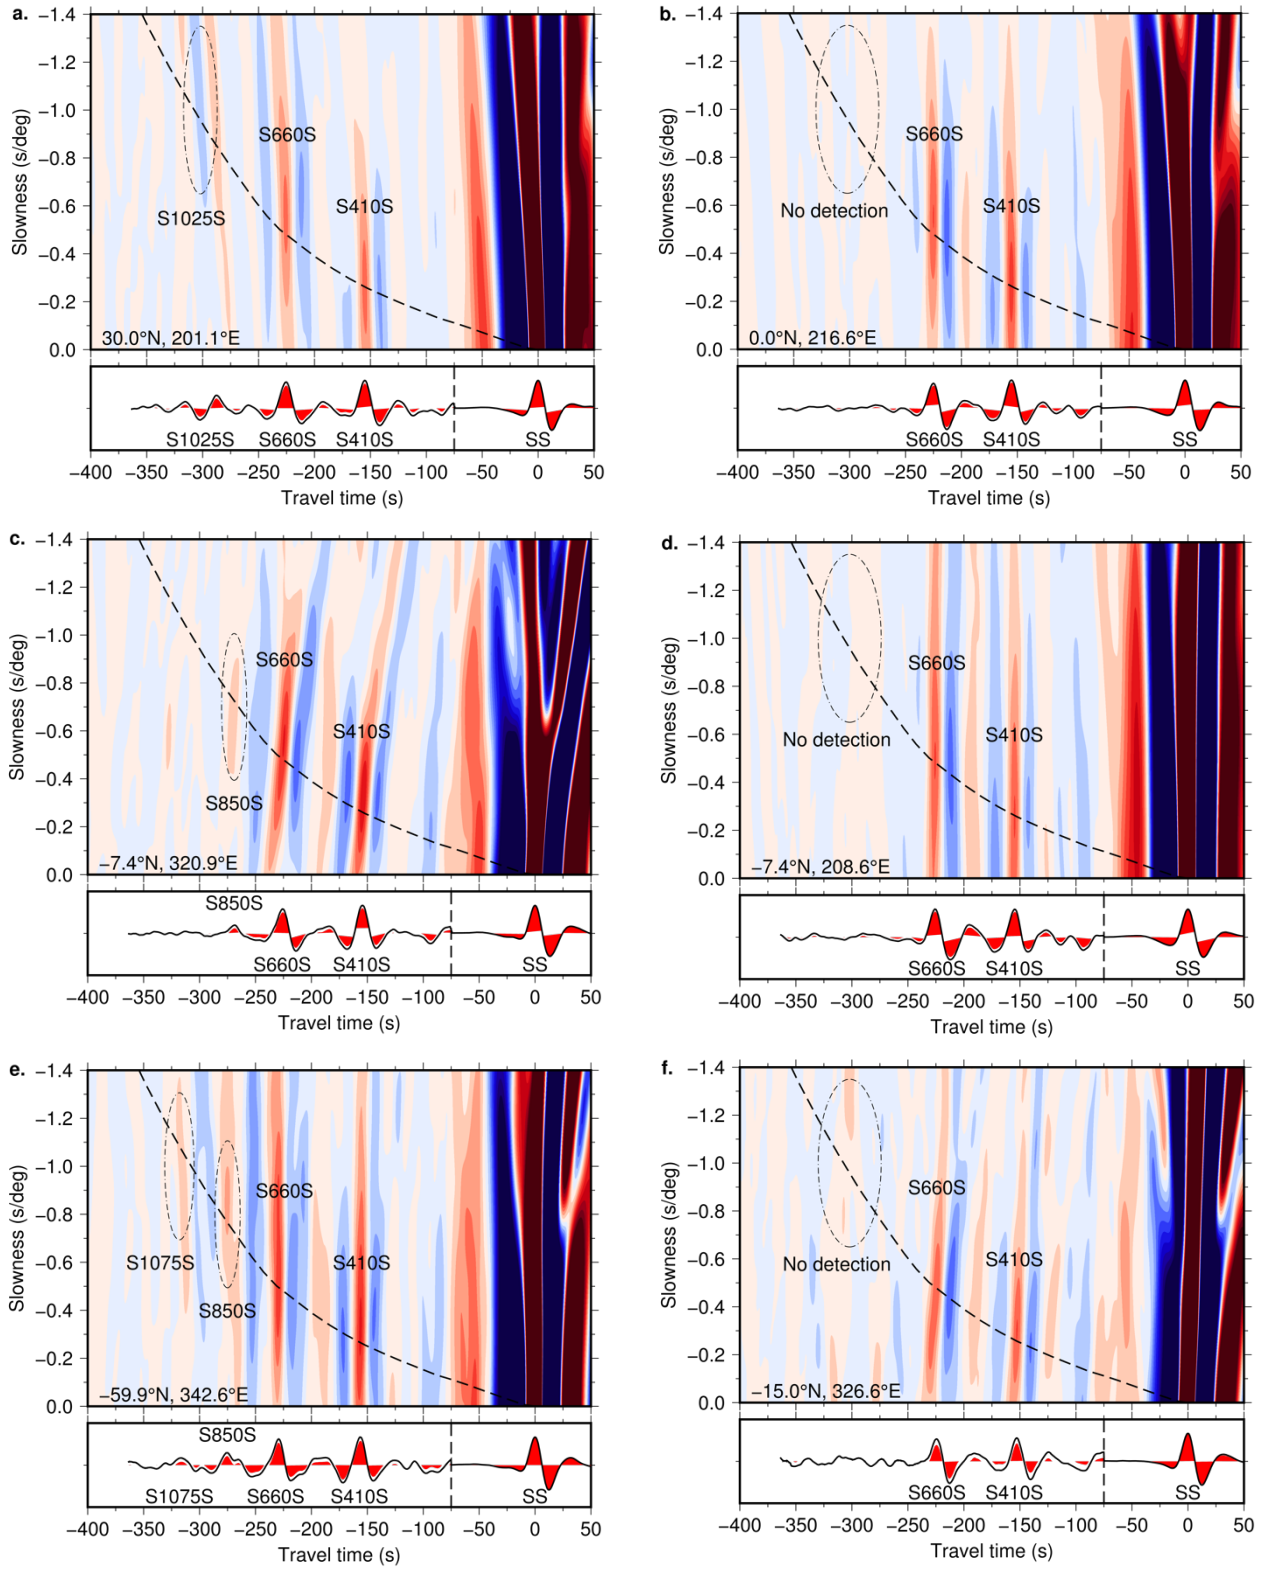 a.
−1.4
−1.2
−1.0
−0.8
−0.6
−0.4
−0.2
0.0
Slowness (s/deg)
S660S
S410S
S1025S
30.0°N, 201.1°E
S1025S S660S S410S SS
−400 −350 −300 −250 −200 −150 −100 −50 0 50
Travel time (s)
b.
−1.4
−1.2
−1.0
−0.8
−0.6
−0.4
−0.2
0.0
Slowness (s/deg)
S660S
S410S
No detection
0.0°N, 216.6°E
S660S S410S SS
−400 −350 −300 −250 −200 −150 −100 −50 0 50
Travel time (s)
c.
−1.4
−1.2
−1.0
−0.8
−0.6
−0.4
−0.2
0.0
Slowness (s/deg)
S660S
S410S
S850S
−7.4°N, 320.9°E
S850S
S660S S410S SS
−400 −350 −300 −250 −200 −150 −100 −50 0 50
Travel time (s)
d.
−1.4
−1.2
−1.0
−0.8
−0.6
−0.4
−0.2
0.0
Slowness (s/deg)
S660S
S410S
No detection
−7.4°N, 208.6°E
S660S S410S SS
−400 −350 −300 −250 −200 −150 −100 −50 0 50
Travel time (s)
e.
−1.4
−1.2
−1.0
−0.8
−0.6
−0.4
−0.2
0.0
Slowness (s/deg)
S660S
S1075S
S410S
S850S
−59.9°N, 342.6°E
S850S
S1075S S660S S410S SS
−400 −350 −300 −250 −200 −150 −100 −50 0 50
Travel time (s)
f.
−1.4
−1.2
−1.0
−0.8
−0.6
−0.4
−0.2
0.0
Slowness (s/deg)
S660S
S410S
No detection
−15.0°N, 326.6°E
S660S S410S SS
−400 −350 −300 −250 −200 −150 −100 −50 0 50
Travel time (s)